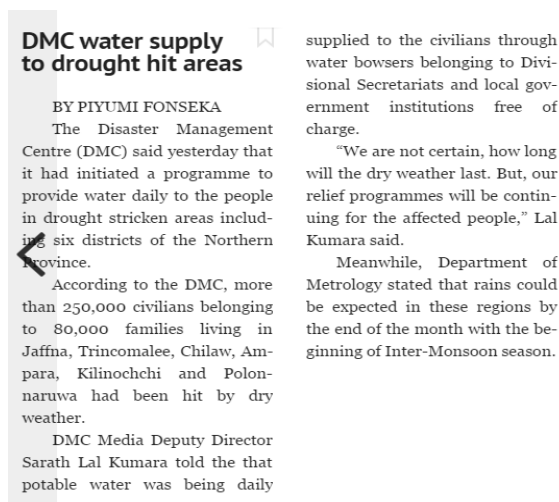 DMC water supply
to drought hit areas
BY PIYUMI FONSEKA
The Disaster Management
Centre (DMC) said yesterday that
it had initiated a programme to
provide water daily to the people
in drought stricken areas includ-
ing six districts of the Northern
Province.
According to the DMC, more
than 250,000 civilians belonging
to 80,000 families living in
Jaffna, Trincomalee, Chilaw, Am-
para, Kilinochchi and Polon-
naruwa had been hit by dry
weather.
DMC Media Deputy Director
Sarath Lal Kumara told the that
potable water was being daily
supplied to the civilians through
water bowsers belonging to Divi-
sional Secretariats and local gov-
ernment institutions free of
charge.
“We are not certain, how long
will the dry weather last. But, our
relief programmes will be contin-
uing for the affected people,” Lal
Kumara said.
Meanwhile, Department of
Metrology stated that rains could
be expected in these regions by
the end of the month with the be-
ginning of Inter-Monsoon season.